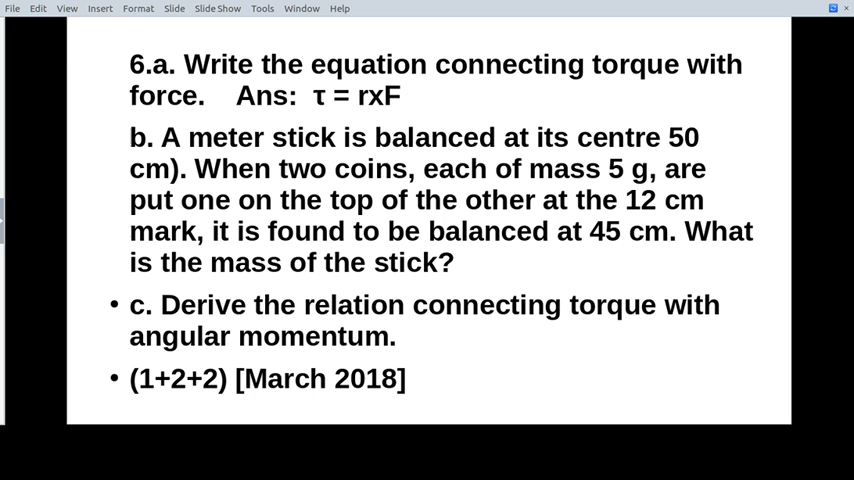 File Edit View Insert Format Slide Slide Show Tools Window Help
6.a. Write the equation connecting torque with
force. Ans: τ = rxF
b. A meter stick is balanced at its centre 50
cm). When two coins, each of mass 5 g, are
put one on the top of the other at the 12 cm
mark, it is found to be balanced at 45 cm. What
is the mass of the stick?
• c. Derive the relation connecting torque with
angular momentum.
• (1+2+2) [March 2018]